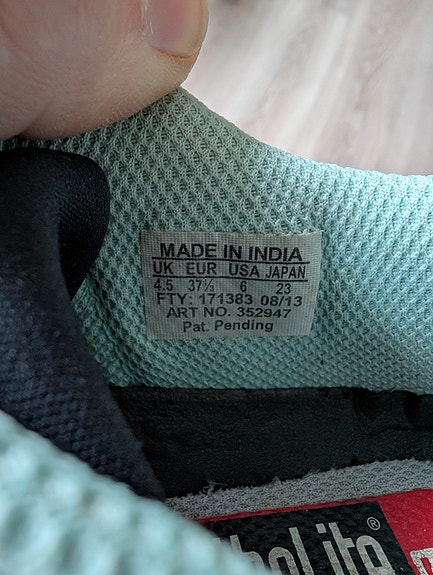 MADE IN INDIA
UK EUR USA JAPAN
4.5 37⅓ 6 23
FTY: 171383 08/13
ART NO. 352947
Pat. Pending
®